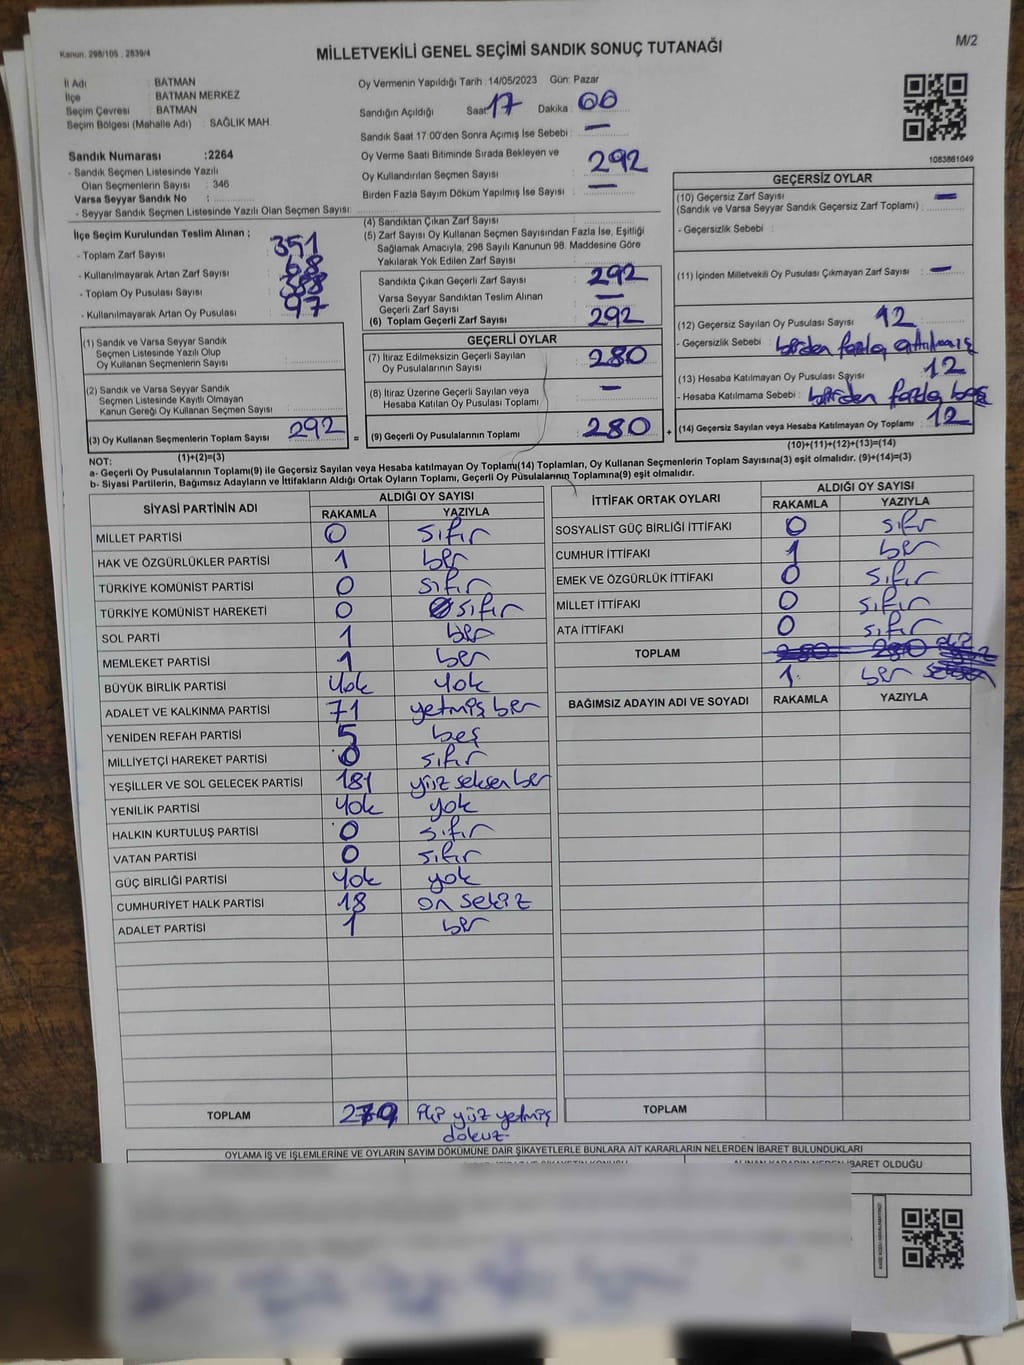 Kanun. 298/105 , 2839/4
MİLLETVEKİLİ GENEL SEÇİMİ SANDIK SONUÇ TUTANAĞI
M/2
İl Adı : BATMAN
İlçe : BATMAN MERKEZ
Seçim Çevresi : BATMAN
Seçim Bölgesi (Mahalle Adı) : SAĞLIK MAH.
Sandık Numarası :2264
- Sandık Seçmen Listesinde Yazılı
Olan Seçmenlerin Sayısı : 346
Varsa Seyyar Sandık No :
- Seyyar Sandık Seçmen Listesinde Yazılı Olan Seçmen Sayısı:
Oy Vermenin Yapıldığı Tarih : 14/05/2023 Gün: Pazar
Sandığın Açıldığı Saat: 17 Dakika : 00
Sandık Saat 17.00'den Sonra Açımış İse Sebebi : —
Oy Verme Saati Bitiminde Sırada Bekleyen ve
Oy Kullandırılan Seçmen Sayısı : 292
Birden Fazla Sayım Döküm Yapılmış İse Sayısı : —
1083861049
İlçe Seçim Kurulundan Teslim Alınan ;
- Toplam Zarf Sayısı : 351
- Kullanılmayarak Artan Zarf Sayısı : 68
- Toplam Oy Pusulası Sayısı : 388
- Kullanılmayarak Artan Oy Pusulası : 97
(4) Sandıktan Çıkan Zarf Sayısı :
(5) Zarf Sayısı Oy Kullanan Seçmen Sayısından Fazla İse, Eşitliği
Sağlamak Amacıyla, 298 Sayılı Kanunun 98. Maddesine Göre
Yakılarak Yok Edilen Zarf Sayısı :
Sandıkta Çıkan Geçerli Zarf Sayısı : 292
Varsa Seyyar Sandıktan Teslim Alınan
Geçerli Zarf Sayısı : —
(6) Toplam Geçerli Zarf Sayısı : 292
GEÇERSİZ OYLAR
(10) Geçersiz Zarf Sayısı : —
(Sandık ve Varsa Seyyar Sandık Geçersiz Zarf Toplamı)
- Geçersizlik Sebebi :
(11) İçinden Milletvekili Oy Pusulası Çıkmayan Zarf Sayısı : —
(12) Geçersiz Sayılan Oy Pusulası Sayısı : 12
- Geçersizlik Sebebi : birden fazla
(13) Hesaba Katılmayan Oy Pusulası Sayısı : 12
- Hesaba Katılmama Sebebi : birden fazla
(14) Geçersiz Sayılan veya Hesaba Katılmayan Oy Toplamı : 12
(10)+(11)+(12)+(13)=(14)
(1) Sandık ve Varsa Seyyar Sandık
Seçmen Listesinde Yazılı Olup
Oy Kullanan Seçmenlerin Sayısı :
(2) Sandık ve Varsa Seyyar Sandık
Seçmen Listesinde Kayıtlı Olmayan
Kanun Gereği Oy Kullanan Seçmen Sayısı :
(3) Oy Kullanan Seçmenlerin Toplam Sayısı : 292
(1)+(2)=(3)
GEÇERLİ OYLAR
(7) İtiraz Edilmeksizin Geçerli Sayılan
Oy Pusulalarının Sayısı : 280
(8) İtiraz Üzerine Geçerli Sayılan veya
Hesaba Katılan Oy Pusulası Toplamı : —
= (9) Geçerli Oy Pusulalarının Toplamı : 280 +
NOT:
a- Geçerli Oy Pusulalarının Toplamı(9) ile Geçersiz Sayılan veya Hesaba katılmayan Oy Toplamı(14) Toplamları, Oy Kullanan Seçmenlerin Toplam Sayısına(3) eşit olmalıdır. (9)+(14)=(3)
b- Siyasi Partilerin, Bağımsız Adayların ve İttifakların Aldığı Ortak Oyların Toplamı, Geçerli Oy Pusulalarının Toplamına(9) eşit olmalıdır.
SİYASİ PARTİNİN ADI ALDIĞI OY SAYISI
RAKAMLA YAZIYLA
MİLLET PARTİSİ 0 sıfır
HAK VE ÖZGÜRLÜKLER PARTİSİ 1 ber
TÜRKİYE KOMÜNİST PARTİSİ 0 sıfır
TÜRKİYE KOMÜNİST HAREKETİ 0 sıfır
SOL PARTİ 1 ber
MEMLEKET PARTİSİ 1 ber
BÜYÜK BİRLİK PARTİSİ Yok Yok
ADALET VE KALKINMA PARTİSİ 71 yetmiş ber
YENİDEN REFAH PARTİSİ 5 beş
MİLLİYETÇİ HAREKET PARTİSİ 0 sıfır
YEŞİLLER VE SOL GELECEK PARTİSİ 181 yüz seksen ber
YENİLİK PARTİSİ Yok yok
HALKIN KURTULUŞ PARTİSİ 0 sıfır
VATAN PARTİSİ 0 sıfır
GÜÇ BİRLİĞİ PARTİSİ Yok yok
CUMHURİYET HALK PARTİSİ 18 on sekiz
ADALET PARTİSİ 1 ber
TOPLAM 279 iki yüz yetmiş
dokuz
İTTİFAK ORTAK OYLARI ALDIĞI OY SAYISI
RAKAMLA YAZIYLA
SOSYALİST GÜÇ BİRLİĞİ İTTİFAKI 0 sıfır
CUMHUR İTTİFAKI 1 ber
EMEK VE ÖZGÜRLÜK İTTİFAKI 0 sıfır
MİLLET İTTİFAKI 0 sıfır
ATA İTTİFAKI 0 sıfır
TOPLAM 280 280
1 ber
BAĞIMSIZ ADAYIN ADI VE SOYADI RAKAMLA YAZIYLA
TOPLAM
OYLAMA İŞ VE İŞLEMLERİNE VE OYLARIN SAYIM DÖKÜMÜNE DAİR ŞİKAYETLERLE BUNLARA AİT KARARLARIN NELERDEN İBARET BULUNDUKLARI